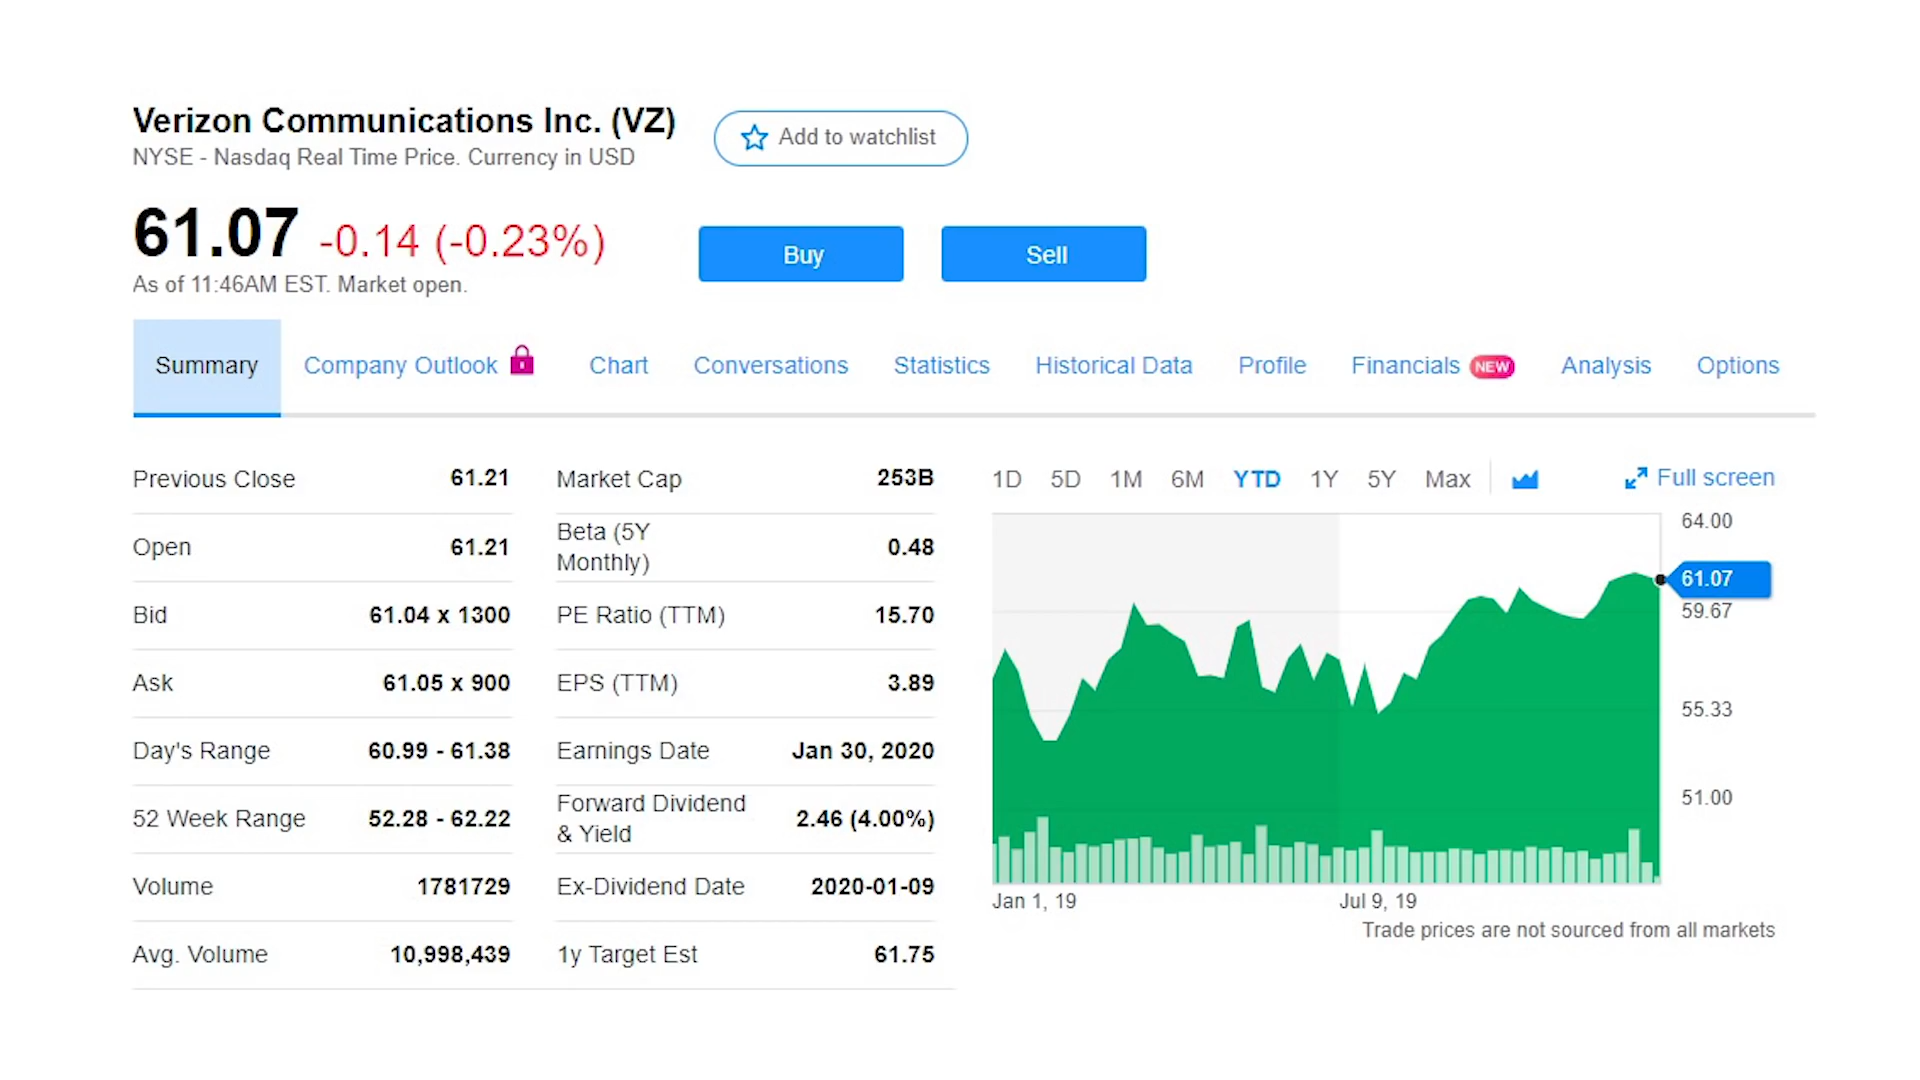 Verizon Communications Inc. (VZ)
Add to watchlist
NYSE - Nasdaq Real Time Price. Currency in USD
61.07 -0.14 (-0.23%)
As of 11:46AM EST. Market open.
Buy
Sell
Summary Company Outlook Chart Conversations Statistics Historical Data Profile Financials NEW Analysis Options
Previous Close 61.21
Open 61.21
Bid 61.04 x 1300
Ask 61.05 x 900
Day's Range 60.99 - 61.38
52 Week Range 52.28 - 62.22
Volume 1781729
Avg. Volume 10,998,439
Market Cap 253B
Beta (5Y
Monthly) 0.48
PE Ratio (TTM) 15.70
EPS (TTM) 3.89
Earnings Date Jan 30, 2020
Forward Dividend
& Yield 2.46 (4.00%)
Ex-Dividend Date 2020-01-09
1y Target Est 61.75
1D 5D 1M 6M YTD 1Y 5Y Max Full screen
64.00
61.07
59.67
55.33
51.00
Jan 1, 19 Jul 9, 19
Trade prices are not sourced from all markets